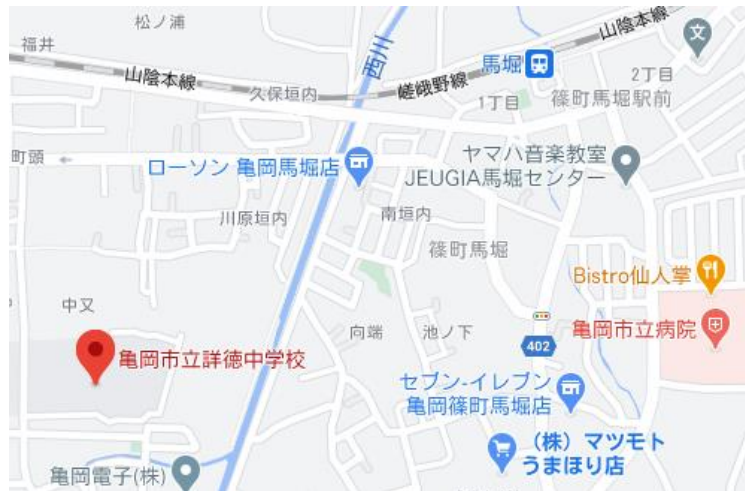 松ノ浦
福井
山陰本線
西川
久保垣内
嵯峨野線
馬堀
山陰本線
文
2丁目
1丁目
篠町馬堀駅前
町頭
ローソン 亀岡馬堀店
ヤマハ音楽教室
JEUGIA馬堀センター
川原垣内
南垣内
篠町馬堀
Bistro仙人掌
中又
向端
池ノ下
402
亀岡市立病院
亀岡市立詳徳中学校
セブン-イレブン
亀岡篠町馬堀店
(株) マツモト
うまほり店
亀岡電子(株)